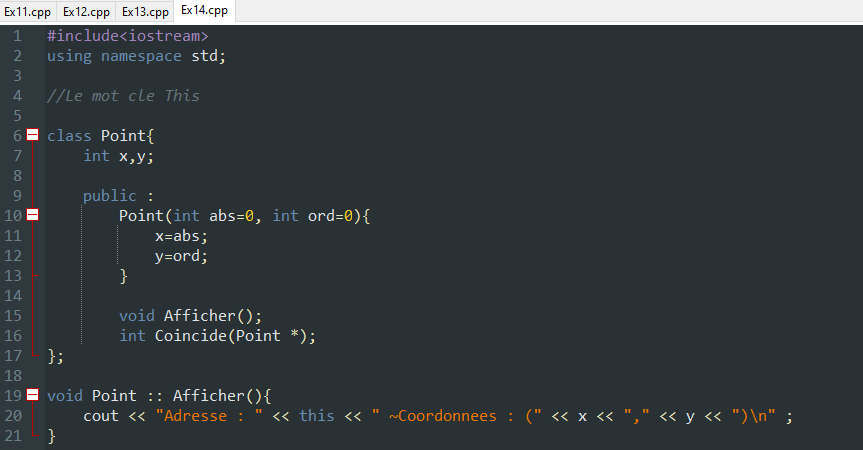 Ex11.cpp Ex12.cpp Ex13.cpp Ex14.cpp
1 #include<iostream>
2 using namespace std;
3
4 //Le mot cle This
5
6 class Point{
7 int x,y;
8
9 public :
10 Point(int abs=0, int ord=0){
11 x=abs;
12 y=ord;
13 }
14
15 void Afficher();
16 int Coincide(Point *);
17 };
18
19 void Point :: Afficher(){
20 cout << "Adresse : " << this << " ~Coordonnees : (" << x << "," << y << ")\n" ;
21 }